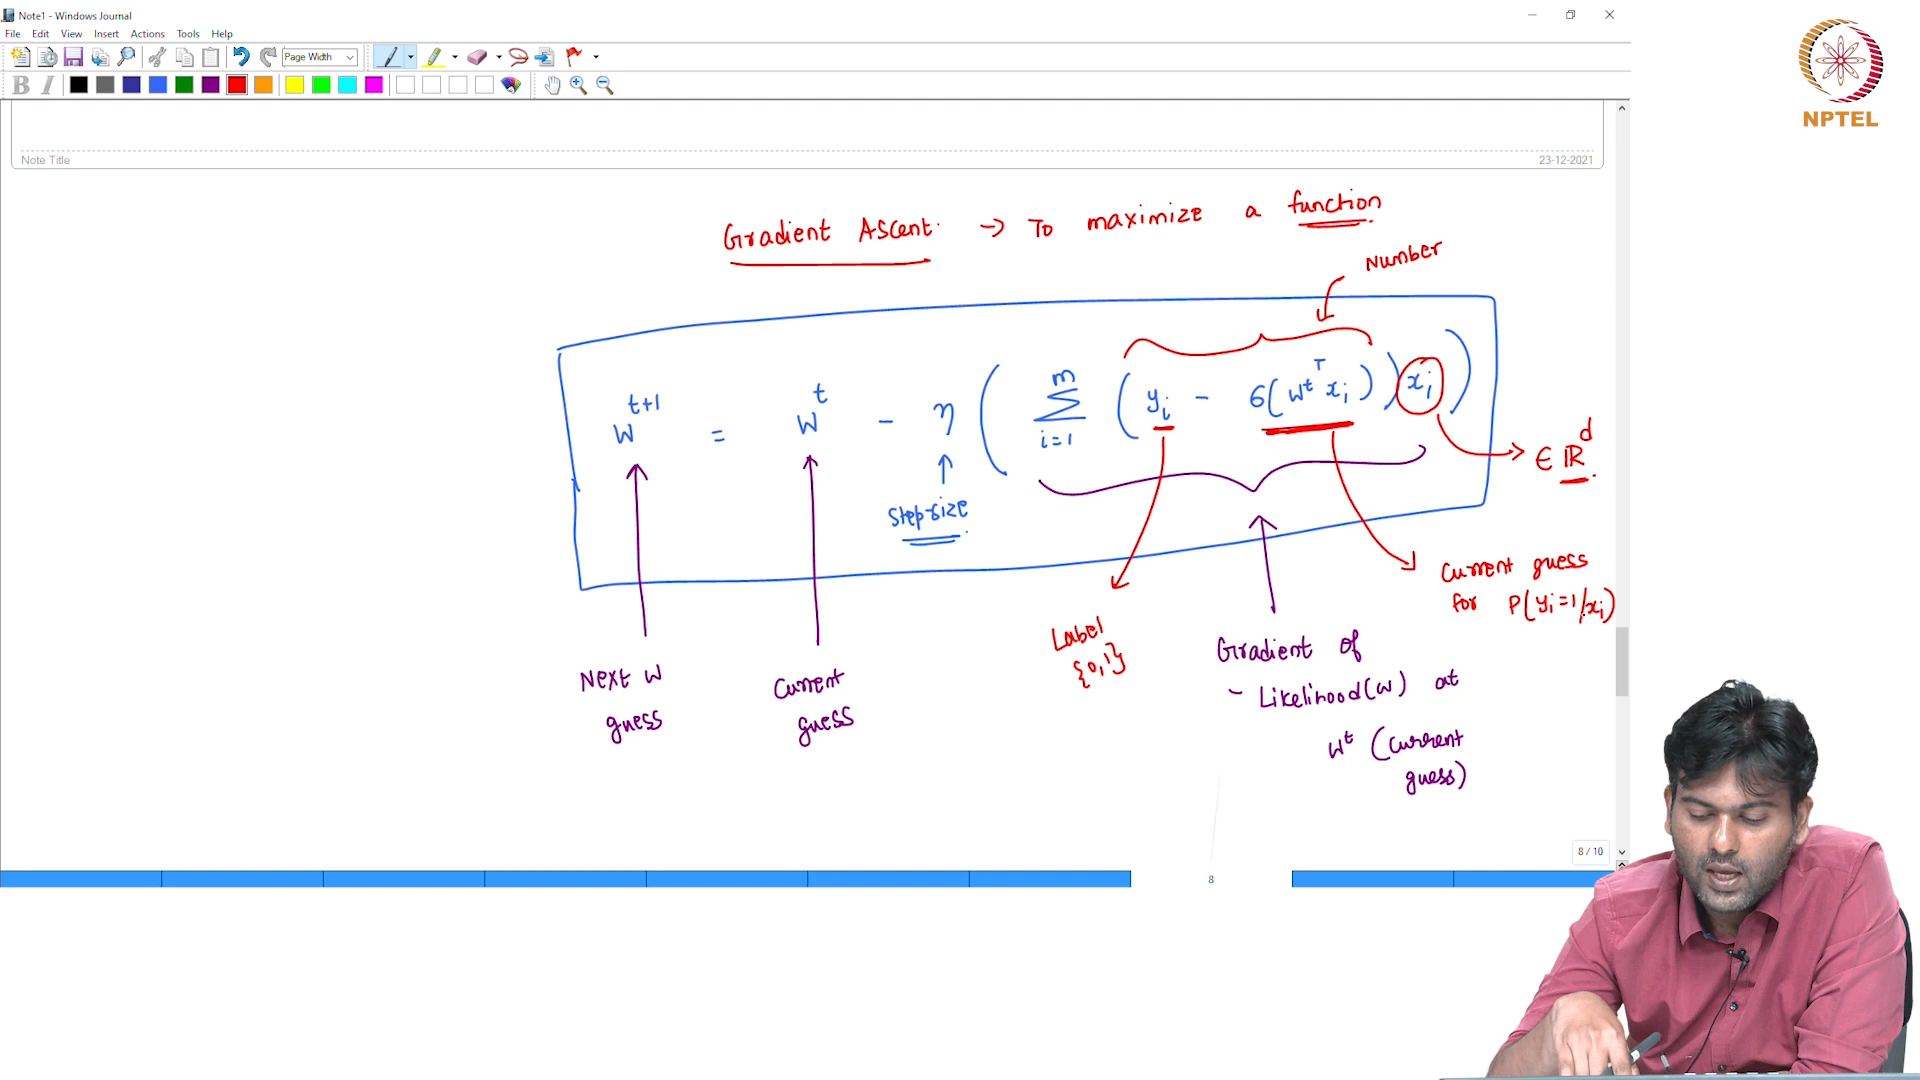 Note1 - Windows Journal
File Edit View Insert Actions Tools Help
Page Width
B I
NPTEL
Note Title
23-12-2021
Gradient Ascent. → To maximize a function
Number
w^{t+1} = w^t - η ( Σ_{i=1}^{m} ( y_i - σ(w^{tT} x_i) ) x_i )
∈ ℝ^d
step-size
Current guess
for P(y_i=1/x_i)
Label
{0,1}
Gradient of
- Likelihood(w) at
w^t (current
guess)
Next w
guess
Current
guess
8 / 10
8